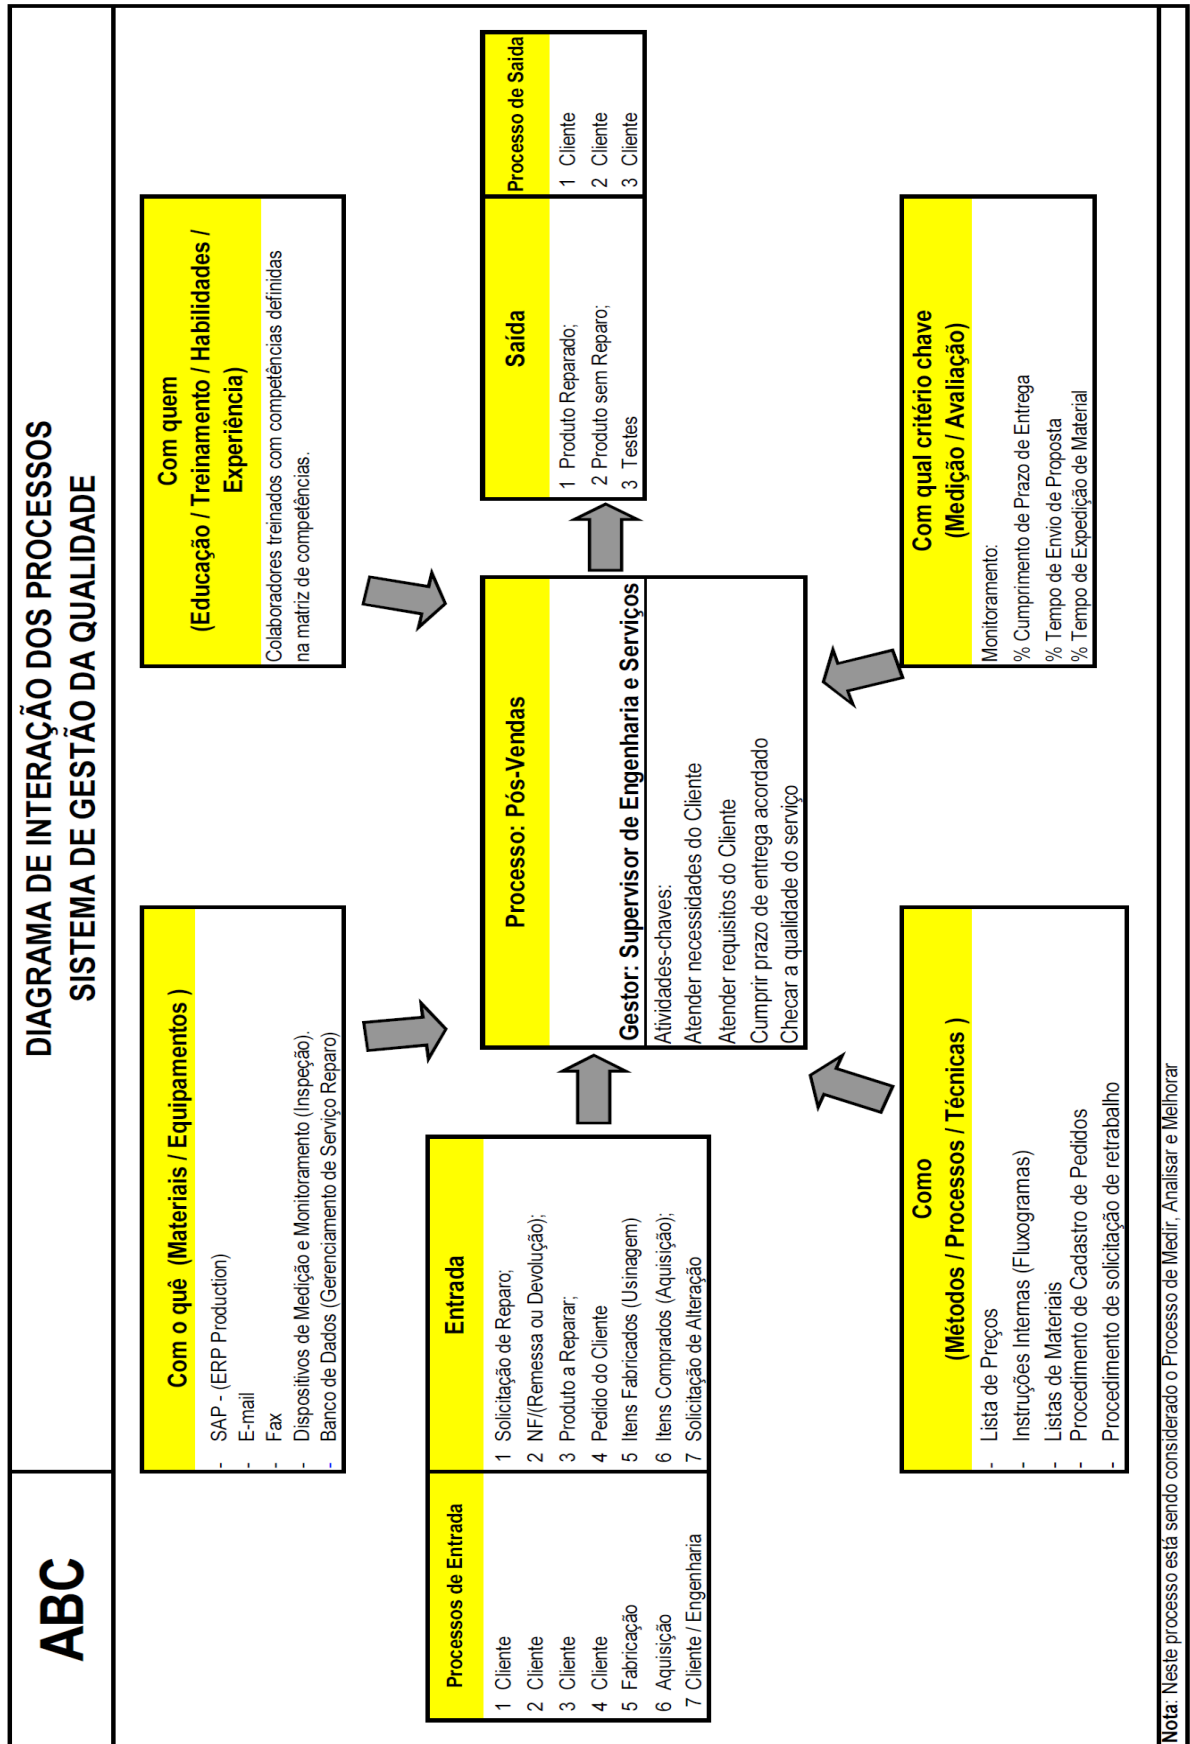 ABC
DIAGRAMA DE INTERAÇÃO DOS PROCESSOS
SISTEMA DE GESTÃO DA QUALIDADE
Com o quê (Materiais / Equipamentos )
- SAP - (ERP Production)
- E-mail
- Fax
- Dispositivos de Medição e Monitoramento (Inspeção).
- Banco de Dados (Gerenciamento de Serviço Reparo)
Com quem
(Educação / Treinamento / Habilidades /
Experiência)
Colaboradores treinados com competências definidas
na matriz de competências.
Processos de Entrada
1 Cliente
2 Cliente
3 Cliente
4 Cliente
5 Fabricação
6 Aquisição
7 Cliente / Engenharia
Entrada
1 Solicitação de Reparo;
2 NF/(Remessa ou Devolução);
3 Produto a Reparar;
4 Pedido do Cliente
5 Itens Fabricados (Usinagem)
6 Itens Comprados (Aquisição);
7 Solicitação de Alteração
Processo: Pós-Vendas
Gestor: Supervisor de Engenharia e Serviços
Atividades-chaves:
Atender necessidades do Cliente
Atender requisitos do Cliente
Cumprir prazo de entrega acordado
Checar a qualidade do serviço
Saída
1 Produto Reparado;
2 Produto sem Reparo;
3 Testes
Processo de Saida
1 Cliente
2 Cliente
3 Cliente
Como
(Métodos / Processos / Técnicas )
- Lista de Preços
- Instruções Internas (Fluxogramas)
- Listas de Materiais
- Procedimento de Cadastro de Pedidos
- Procedimento de solicitação de retrabalho
Com qual critério chave
(Medição / Avaliação)
Monitoramento:
% Cumprimento de Prazo de Entrega
% Tempo de Envio de Proposta
% Tempo de Expedição de Material
Nota: Neste processo está sendo considerado o Processo de Medir, Analisar e Melhorar